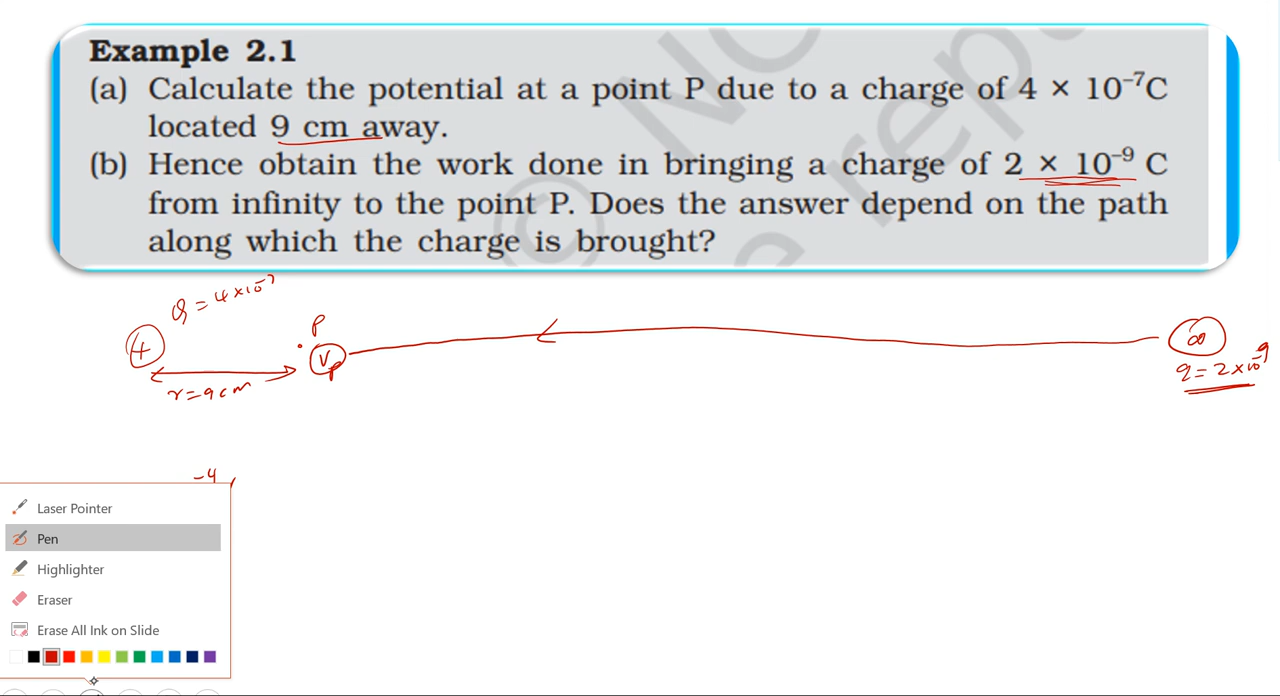 Example 2.1
(a) Calculate the potential at a point P due to a charge of 4 × 10⁻⁷C
located 9 cm away.
(b) Hence obtain the work done in bringing a charge of 2 × 10⁻⁹ C
from infinity to the point P. Does the answer depend on the path
along which the charge is brought?
Q = 4×10⁻⁷
P
+
V_P
∞
r=9cm
q=2×10⁻⁹
-4
Laser Pointer
Pen
Highlighter
Eraser
Erase All Ink on Slide